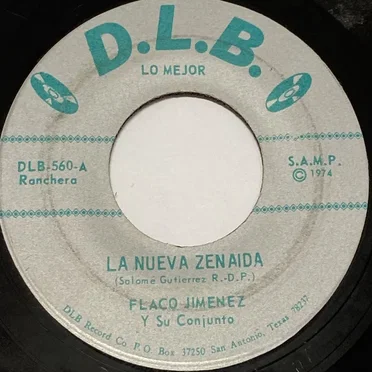 D.L.B.
LO MEJOR
DLB-560-A
Ranchera
S.A.M.P.
© 1974
LA NUEVA ZENAIDA
(Salome Gutierrez R.-D.P.)
FLACO JIMENEZ
Y Su Conjunto
DLB Record Co P.O. Box 37250 San Antonio, Texas 78237